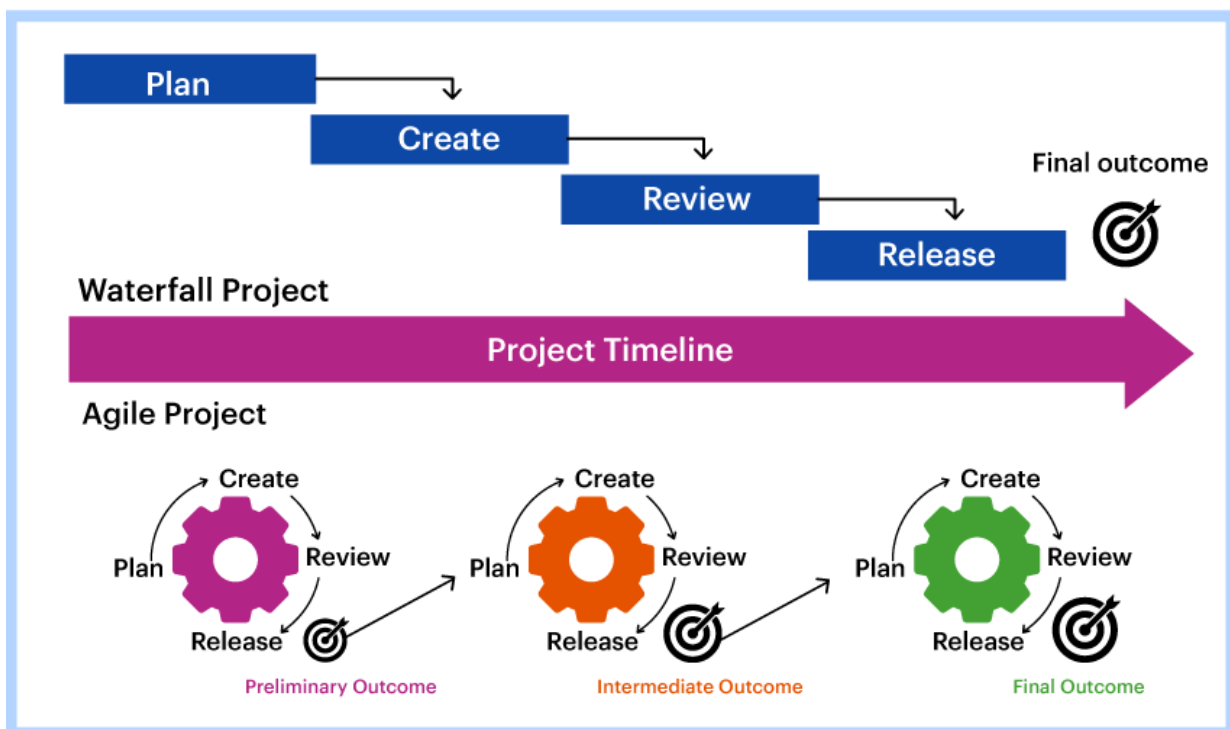 Plan
Create
Review
Release
Final outcome
Waterfall Project
Project Timeline
Agile Project
Create
Plan
Review
Release
Preliminary Outcome
Create
Plan
Review
Release
Intermediate Outcome
Create
Plan
Review
Release
Final Outcome